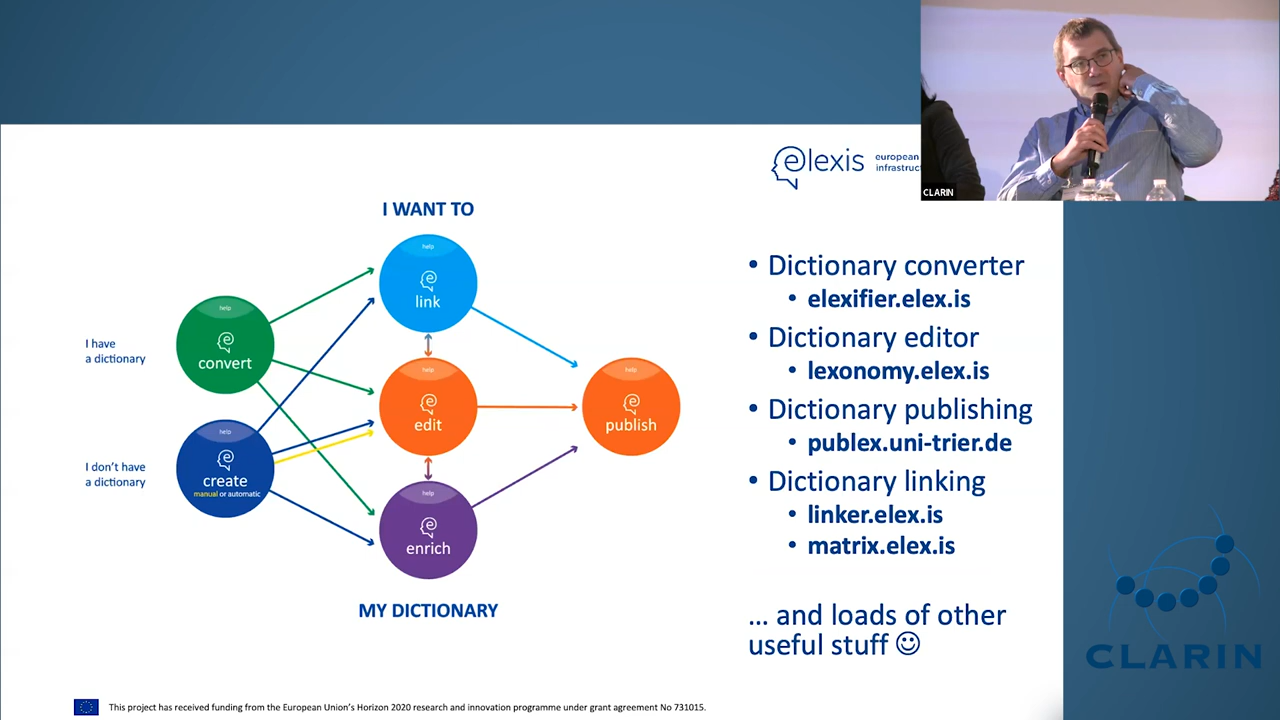 elexis
european
infrastruc
CLARIN
I WANT TO
help
link
help
convert
I have
a dictionary
help
edit
help
publish
help
create
manual or automatic
I don't have
a dictionary
help
enrich
MY DICTIONARY
• Dictionary converter
• elexifier.elex.is
• Dictionary editor
• lexonomy.elex.is
• Dictionary publishing
• publex.uni-trier.de
• Dictionary linking
• linker.elex.is
• matrix.elex.is
... and loads of other
useful stuff ☺
CLARIN
This project has received funding from the European Union's Horizon 2020 research and innovation programme under grant agreement No 731015.